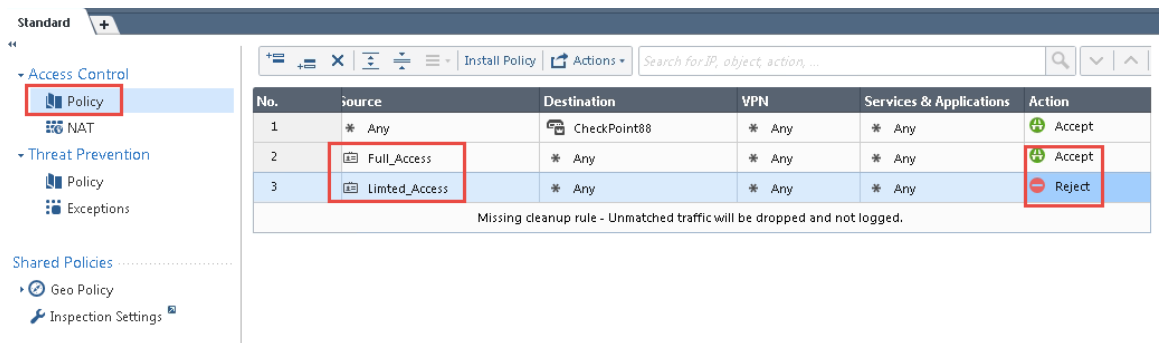 Standard +
Access Control
Policy
NAT
Threat Prevention
Policy
Exceptions
Shared Policies
Geo Policy
Inspection Settings
Install Policy Actions Search for IP, object, action, ...
No. Source Destination VPN Services & Applications Action
1 * Any CheckPoint88 * Any * Any Accept
2 Full_Access * Any * Any * Any Accept
3 Limted_Access * Any * Any * Any Reject
Missing cleanup rule - Unmatched traffic will be dropped and not logged.